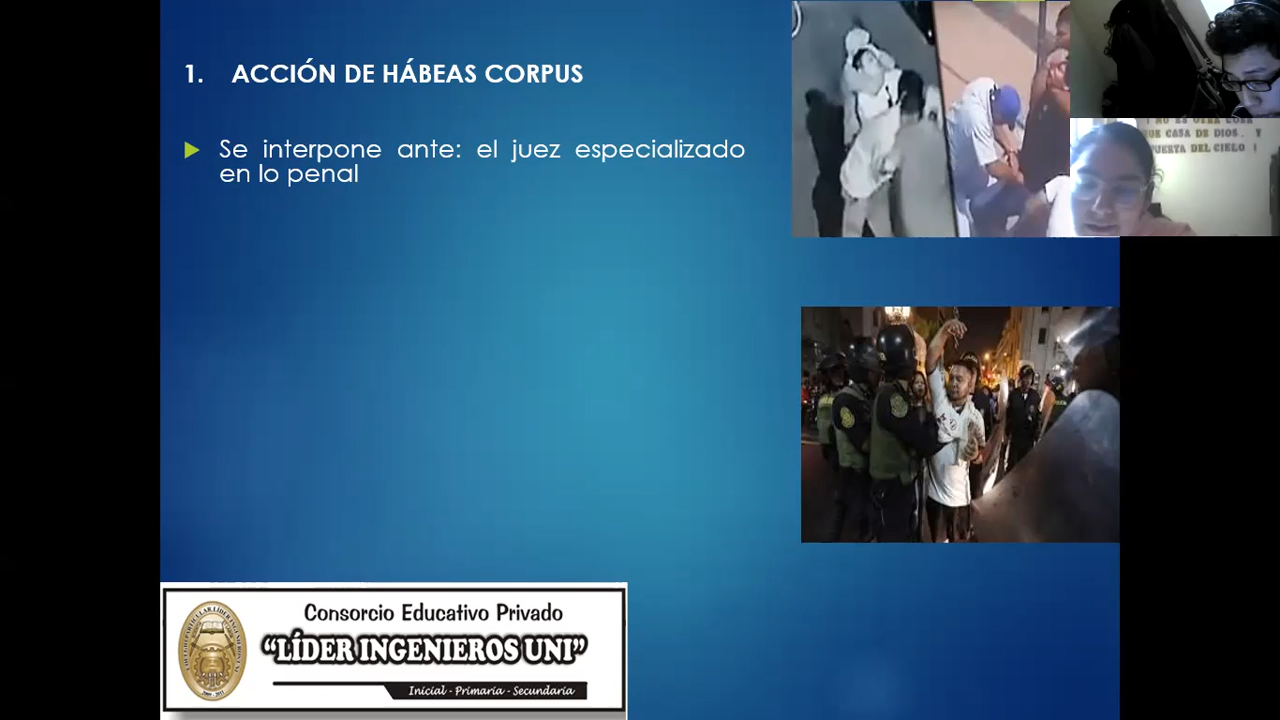 1. ACCIÓN DE HÁBEAS CORPUS
Se interpone ante: el juez especializado
en lo penal
QUE CASA DE DIOS. Y
PUERTA DEL CIELO !
Consorcio Educativo Privado
“LÍDER INGENIEROS UNI”
Inicial - Primaria - Secundaria